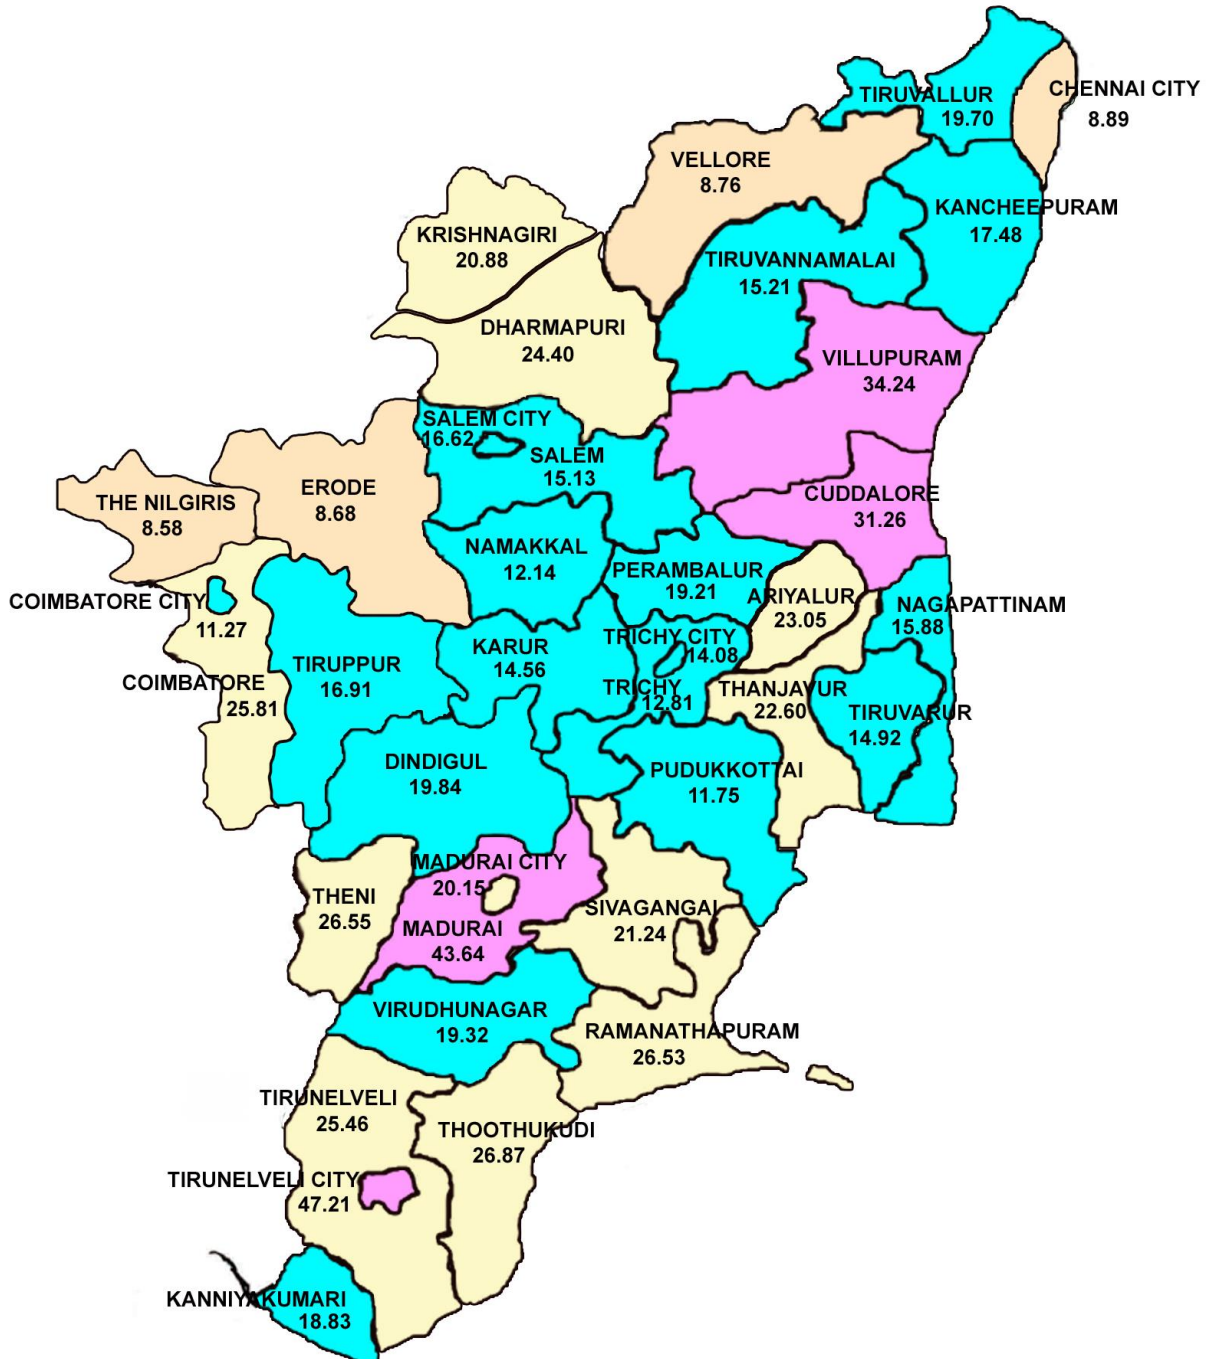 TIRUVALLUR
19.70
CHENNAI CITY
8.89
VELLORE
8.76
KANCHEEPURAM
17.48
KRISHNAGIRI
20.88
TIRUVANNAMALAI
15.21
DHARMAPURI
24.40
VILLUPURAM
34.24
SALEM CITY
16.62
SALEM
15.13
ERODE
8.68
THE NILGIRIS
8.58
CUDDALORE
31.26
NAMAKKAL
12.14
PERAMBALUR
19.21
ARIYALUR
23.05
NAGAPATTINAM
15.88
COIMBATORE CITY
11.27
TRICHY CITY
14.08
KARUR
14.56
TIRUPPUR
16.91
COIMBATORE
25.81
TRICHY
12.81
THANJAVUR
22.60
TIRUVARUR
14.92
DINDIGUL
19.84
PUDUKKOTTAI
11.75
MADURAI CITY
20.15
THENI
26.55
SIVAGANGAI
21.24
MADURAI
43.64
VIRUDHUNAGAR
19.32
RAMANATHAPURAM
26.53
TIRUNELVELI
25.46
THOOTHUKUDI
26.87
TIRUNELVELI CITY
47.21
KANNIYAKUMARI
18.83